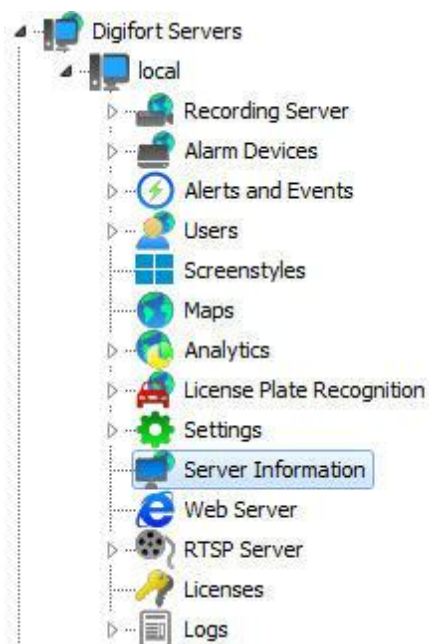 Digifort Servers
local
Recording Server
Alarm Devices
Alerts and Events
Users
Screenstyles
Maps
Analytics
License Plate Recognition
Settings
Server Information
Web Server
RTSP Server
Licenses
Logs